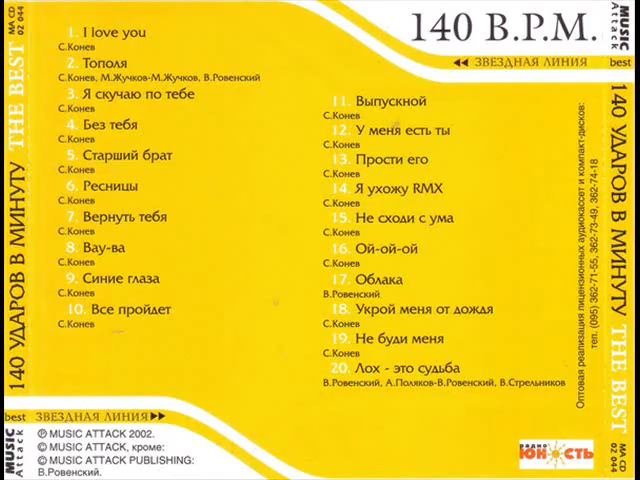 MUSIC Attack
MA CD 02 044
140 УДАРОВ В МИНУТУ THE BEST
140 B.P.M.
◀◀ ЗВЕЗДНАЯ ЛИНИЯ
best
1. I love you
С.Конев
2. Тополя
С.Конев, М.Жучков-М.Жучков, В.Ровенский
3. Я скучаю по тебе
С.Конев
4. Без тебя
С.Конев
5. Старший брат
С.Конев
6. Ресницы
С.Конев
7. Вернуть тебя
С.Конев
8. Вау-ва
С.Конев
9. Синие глаза
С.Конев
10. Все пройдет
С.Конев
11. Выпускной
С.Конев
12. У меня есть ты
С.Конев
13. Прости его
С.Конев
14. Я ухожу RMX
С.Конев
15. Не сходи с ума
С.Конев
16. Ой-ой-ой
С.Конев
17. Облака
В.Ровенский
18. Укрой меня от дождя
С.Конев
19. Не буди меня
С.Конев
20. Лох - это судьба
В.Ровенский, А.Поляков-В.Ровенский, В.Стрельников
Оптовая реализация лицензионных аудиокассет и компакт-дисков:
тел. (095) 362-71-55, 362-73-49, 362-74-18
140 УДАРОВ В МИНУТУ THE BEST
best
ЗВЕЗДНАЯ ЛИНИЯ ▶▶
MUSIC Attack
℗ MUSIC ATTACK 2002.
© MUSIC ATTACK, кроме:
© MUSIC ATTACK PUBLISHING:
В.Ровенский.
радио
ЮНОСТЬ
MA CD 02 044